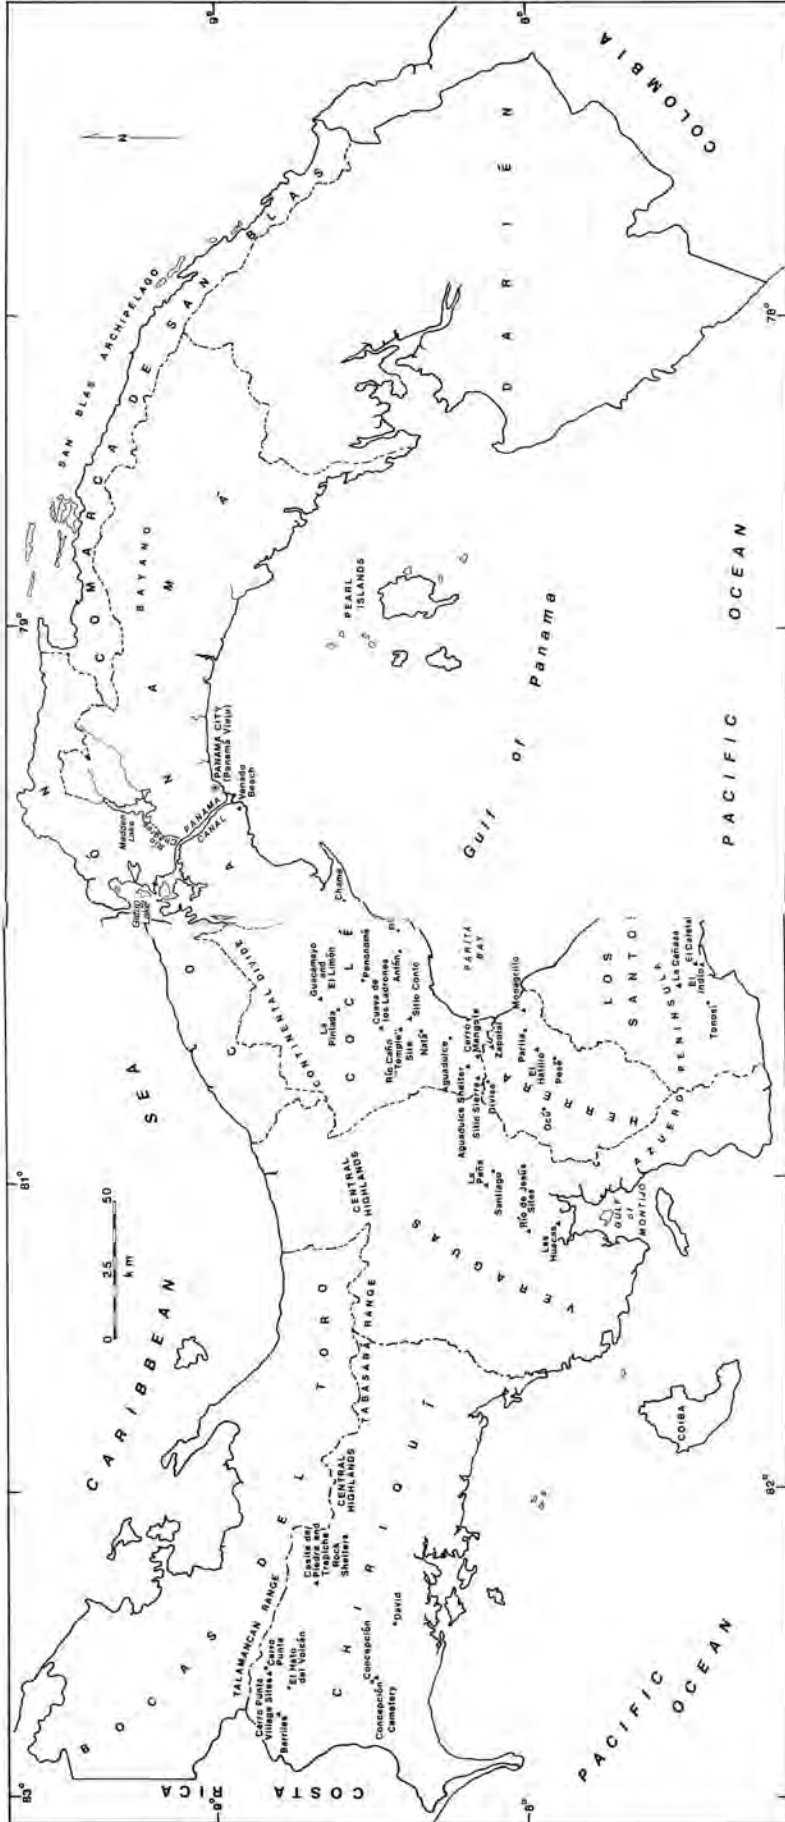 83°
82°
81°
79°
78°
9°
9°
8°
8°
CARIBBEAN
SEA
0 25 50
km
SAN BLAS ARCHIPELAGO
N
COSTA
RICA
COLOMBIA
BOCAS DEL TORO
TALAMANCAN RANGE
Cerro Punta
Village Sites
Cerro
Punta
Barriles
El Hato
del Volcán
Casita de
Piedra and
Trapiche
Rock
Shelters
CENTRAL
HIGHLANDS
TABASARÁ RANGE
CHIRIQUÍ
Concepción
Concepción
Cemetery
David
CENTRAL
HIGHLANDS
VERAGUAS
La
Peña
Santiago
Río de Jesús
Sites
Las
Huacas
GULF
of
MONTIJO
COIBA
CONTINENTAL DIVIDE
COCLÉ
La
Pintada
Guacamayo
and
El Limón
Penonomé
Cueva de
los Ladrones
Antón
Río Caño
"Temple"
Site
Sitio Conte
Natá
Aguadulce
Aguadulce Shelter
Cerro
Mangote
Sitio Sierra
Zapotal
Divisa
PARITA
BAY
Monagrillo
Parita
El
Hatillo
Pesé
Ocú
HERRERA
AZUERO PENINSULA
LOS
SANTOS
La Cañaza
El Cafetal
El
Indio
Tonosí
COLÓN
Gatun
Lake
Madden
Lake
Río
Chagres
PANAMA
CANAL
PANAMA CITY
(Panamá Viejo)
Venado
Beach
Chame
PANAMÁ
BAYANO
COMARCA DE SAN BLAS
PEARL
ISLANDS
DARIÉN
Gulf of Panama
PACIFIC OCEAN
PACIFIC
OCEAN